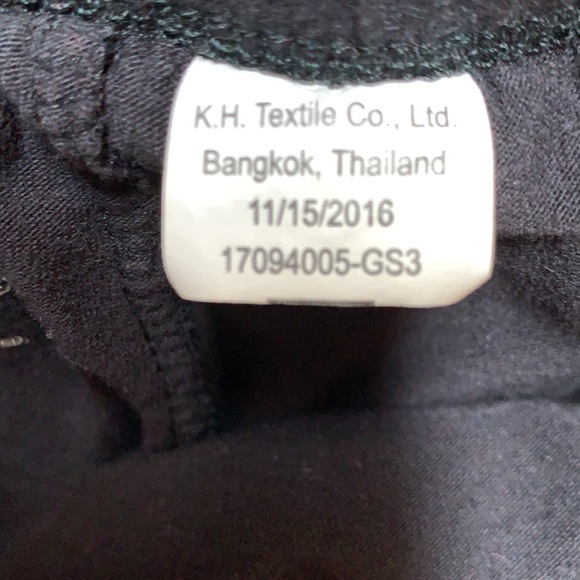 K.H. Textile Co., Ltd.
Bangkok, Thailand
11/15/2016
17094005-GS3